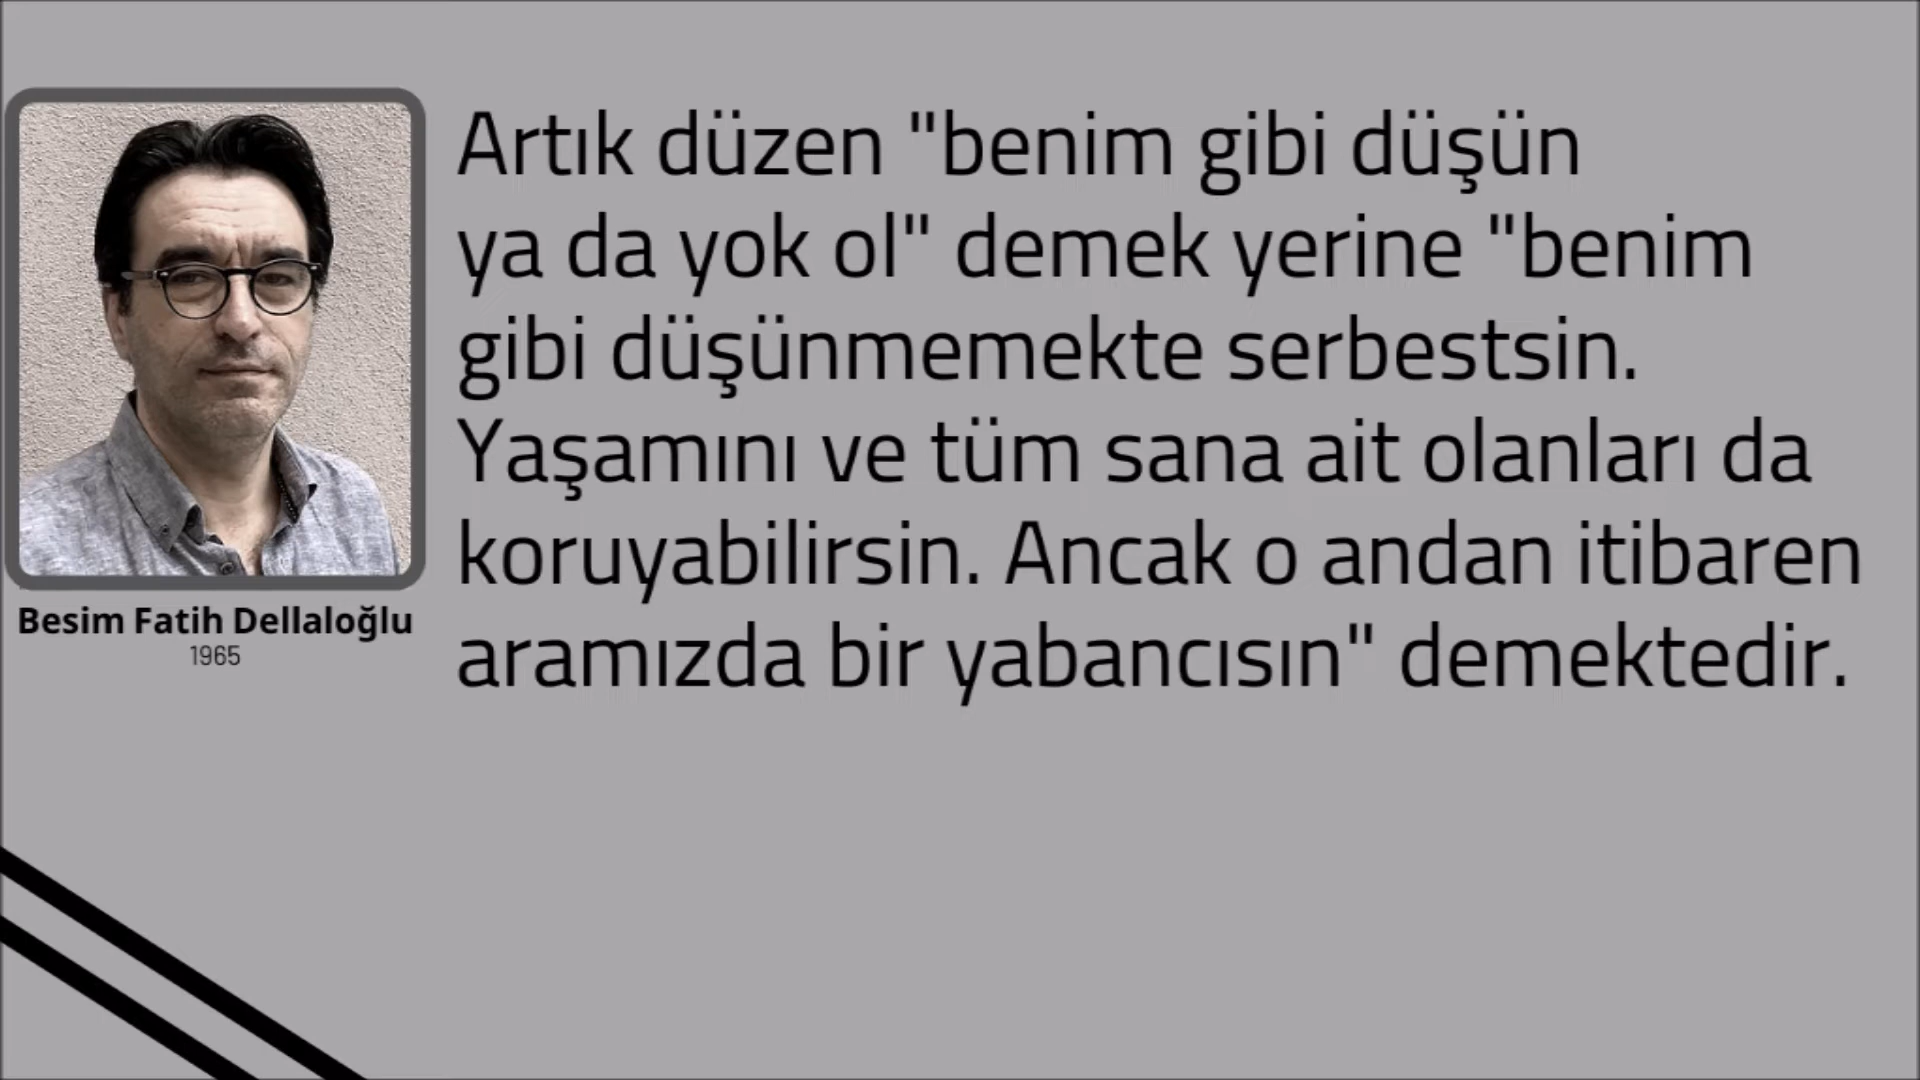 Artık düzen "benim gibi düşün
ya da yok ol" demek yerine "benim
gibi düşünmemekte serbestsin.
Yaşamını ve tüm sana ait olanları da
koruyabilirsin. Ancak o andan itibaren
aramızda bir yabancısın" demektedir.
Besim Fatih Dellaloğlu
1965